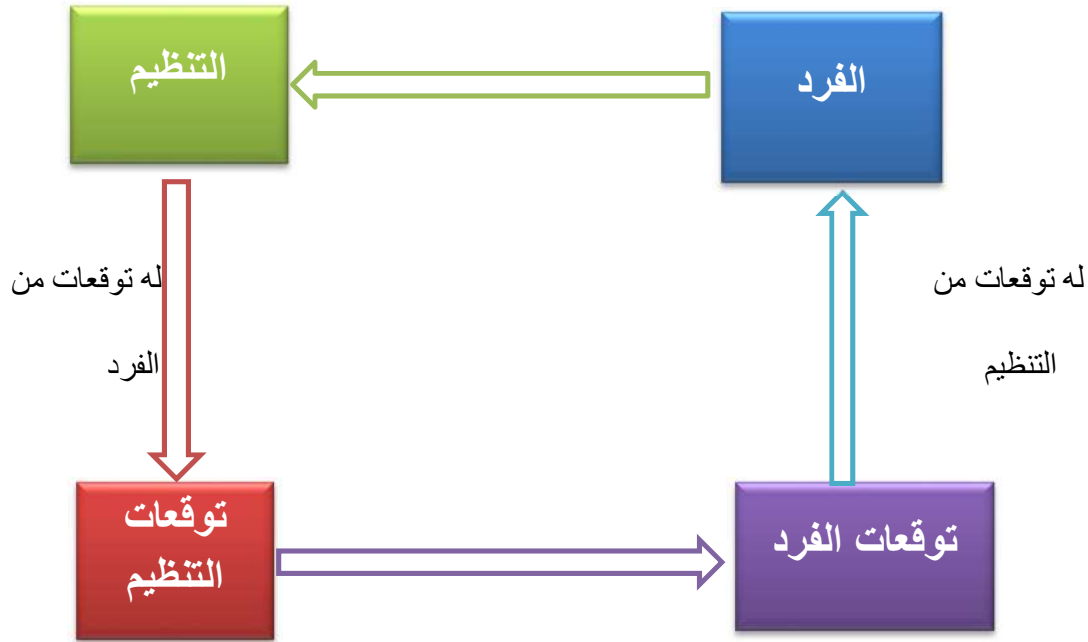 الفرد
التنظيم
له توقعات من
التنظيم
له توقعات من
الفرد
توقعات الفرد
توقعات
التنظيم